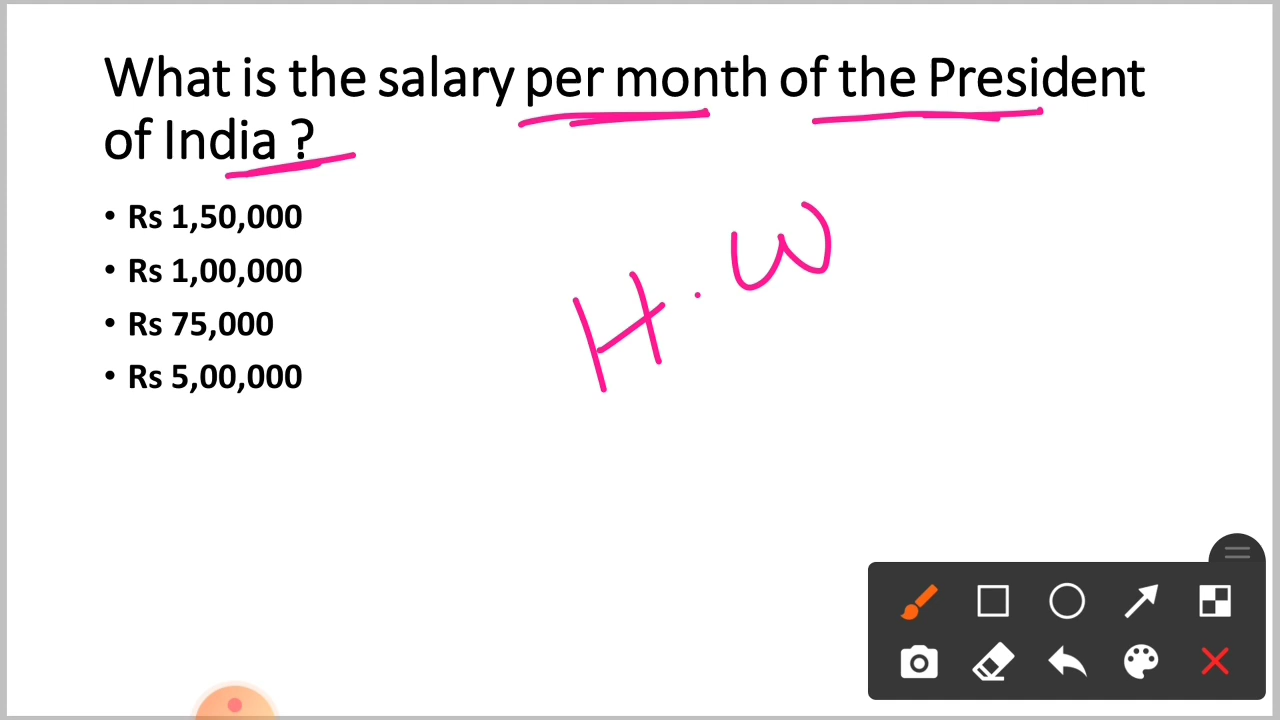 What is the salary per month of the President
of India ?
• Rs 1,50,000
• Rs 1,00,000
• Rs 75,000
• Rs 5,00,000
H.W